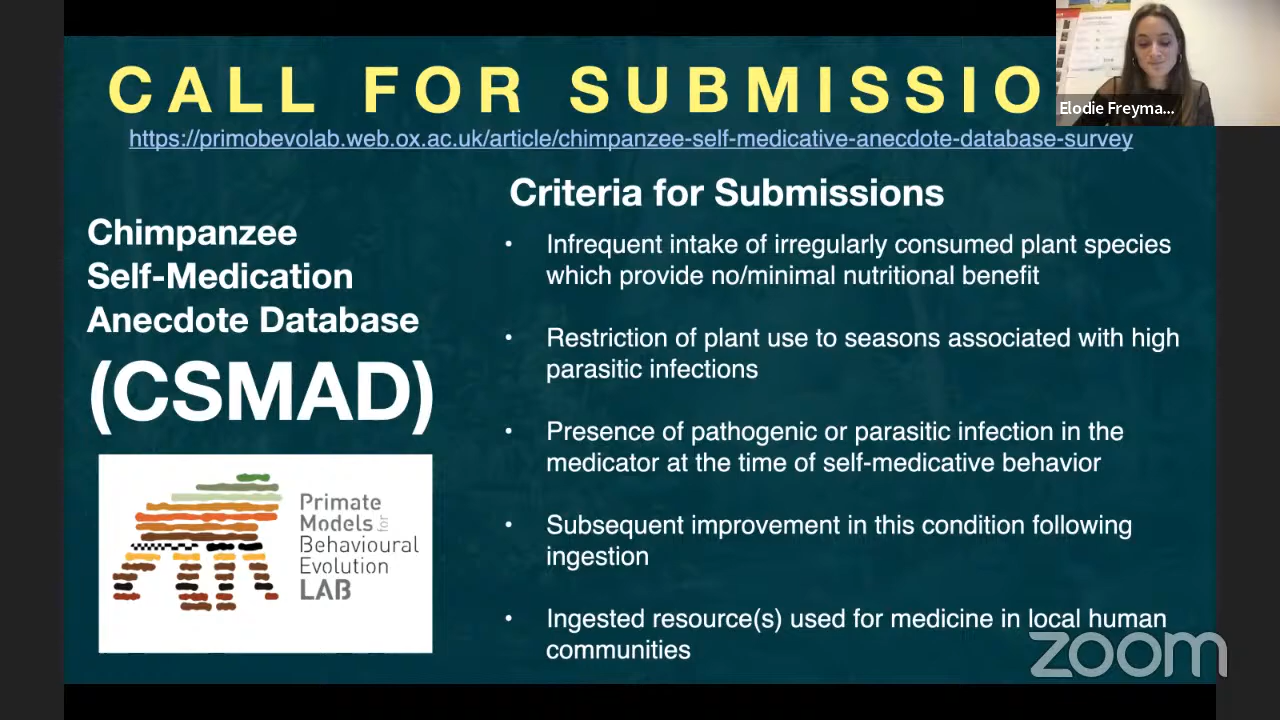 CALL FOR SUBMISSIO
Elodie Freyma...
https://primobevolab.web.ox.ac.uk/article/chimpanzee-self-medicative-anecdote-database-survey
Chimpanzee
Self-Medication
Anecdote Database
(CSMAD)
Primate
Models for
Behavioural
Evolution
LAB
Criteria for Submissions
• Infrequent intake of irregularly consumed plant species
which provide no/minimal nutritional benefit
• Restriction of plant use to seasons associated with high
parasitic infections
• Presence of pathogenic or parasitic infection in the
medicator at the time of self-medicative behavior
• Subsequent improvement in this condition following
ingestion
• Ingested resource(s) used for medicine in local human
communities
zoom